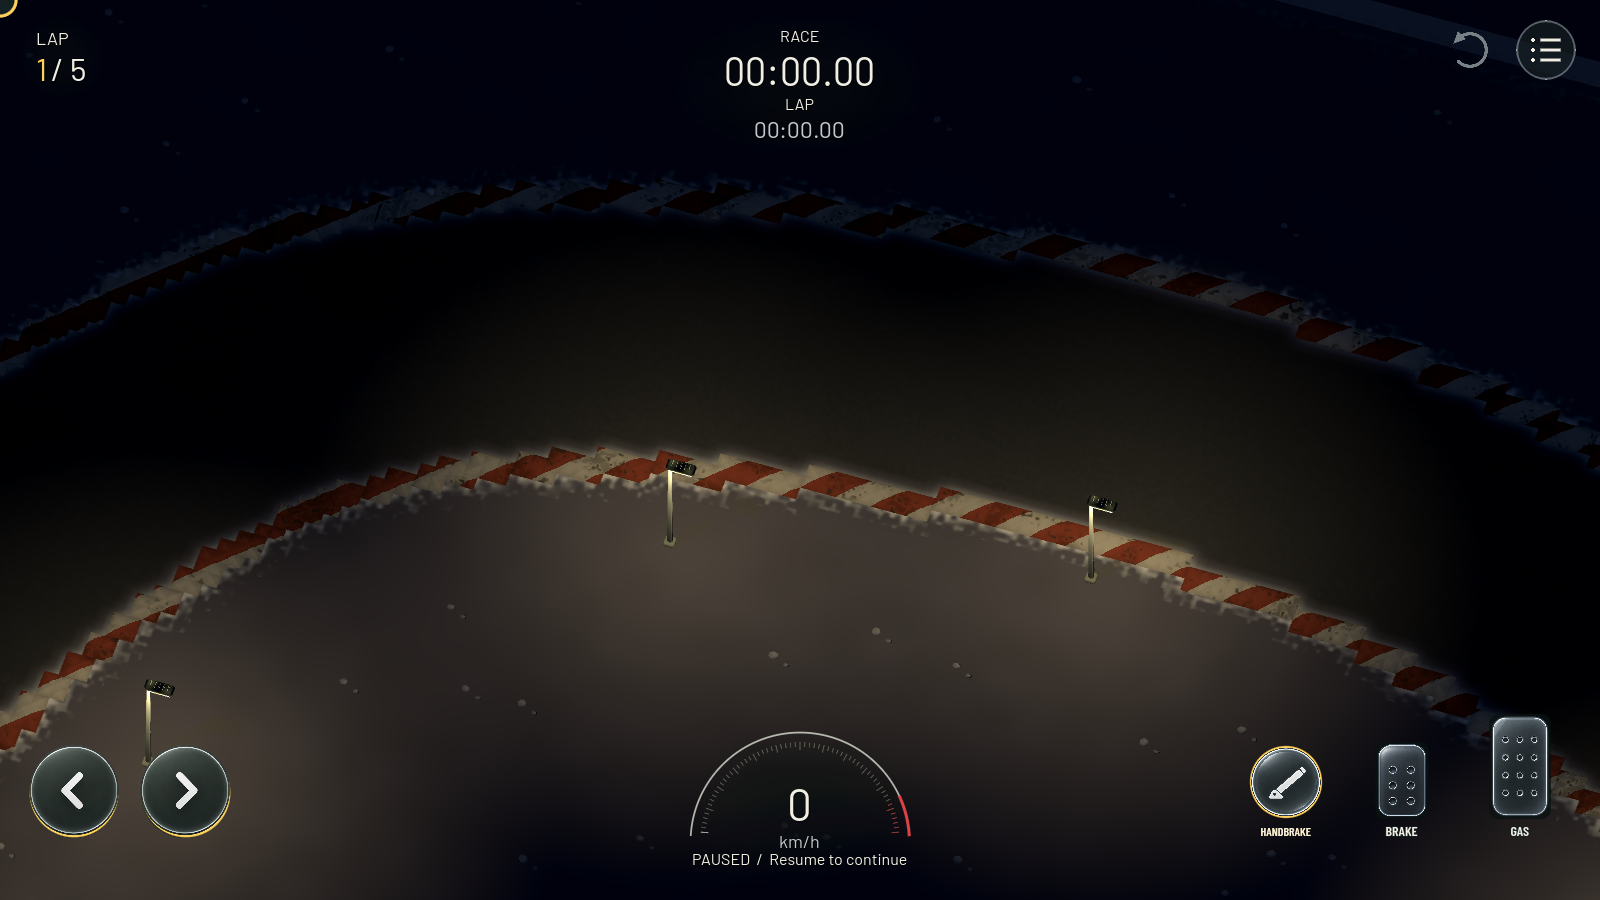 LAP
1/ 5
RACE
00:00.00
LAP
00:00.00
0
km/h
PAUSED / Resume to continue
HANDBRAKE
BRAKE
GAS